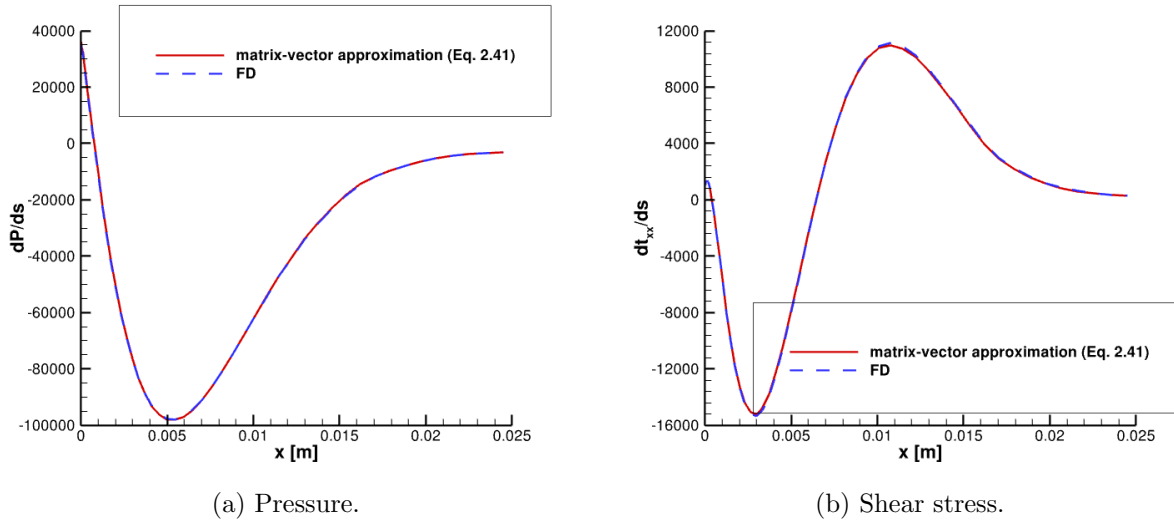 40000
20000
0
-20000
-40000
-60000
-80000
-100000
dP/ds
0
0.005
0.01
0.015
0.02
0.025
x [m]
matrix-vector approximation (Eq. 2.41)
FD
(a) Pressure.
12000
8000
4000
0
-4000
-8000
-12000
-16000
dt_xx/ds
0
0.005
0.01
0.015
0.02
0.025
x [m]
matrix-vector approximation (Eq. 2.41)
FD
(b) Shear stress.